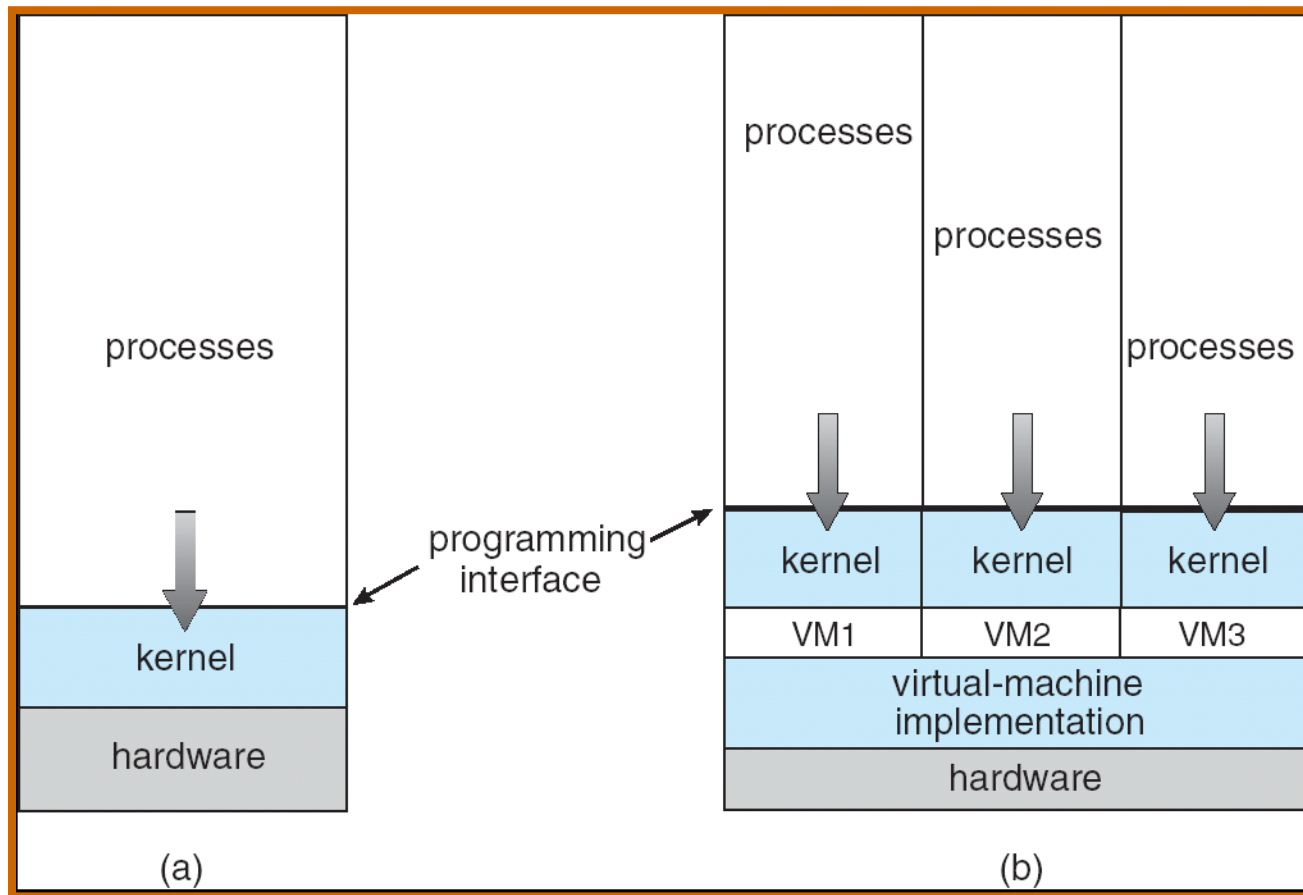 processes
kernel
hardware
(a)
programming
interface
processes
processes
processes
kernel
kernel
kernel
VM1
VM2
VM3
virtual-machine
implementation
hardware
(b)